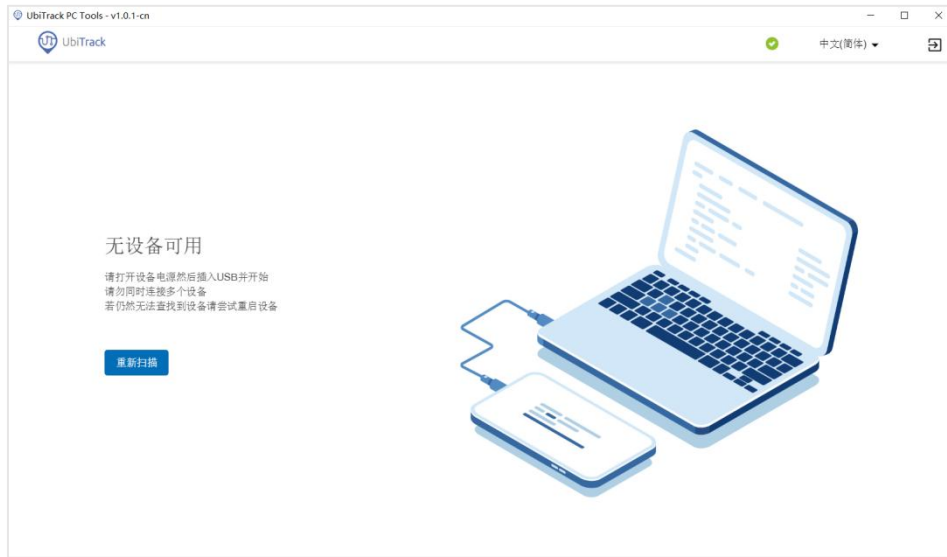 UbiTrack PC Tools - v1.0.1-cn
UbiTrack
中文(简体)
无设备可用
请打开设备电源然后插入USB并开始
请勿同时连接多个设备
若仍然无法查找到设备请尝试重启设备
重新扫描